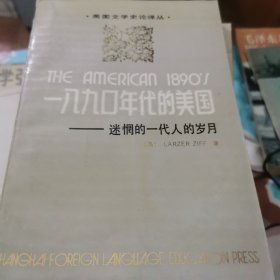 美国文学史论译丛
THE AMERICAN 1890'S
一八九〇年代的美国
—— 迷惘的一代人的岁月
LARZER ZIFF 著
SHANGHAI FOREIGN LANGUAGE EDUCATION PRESS